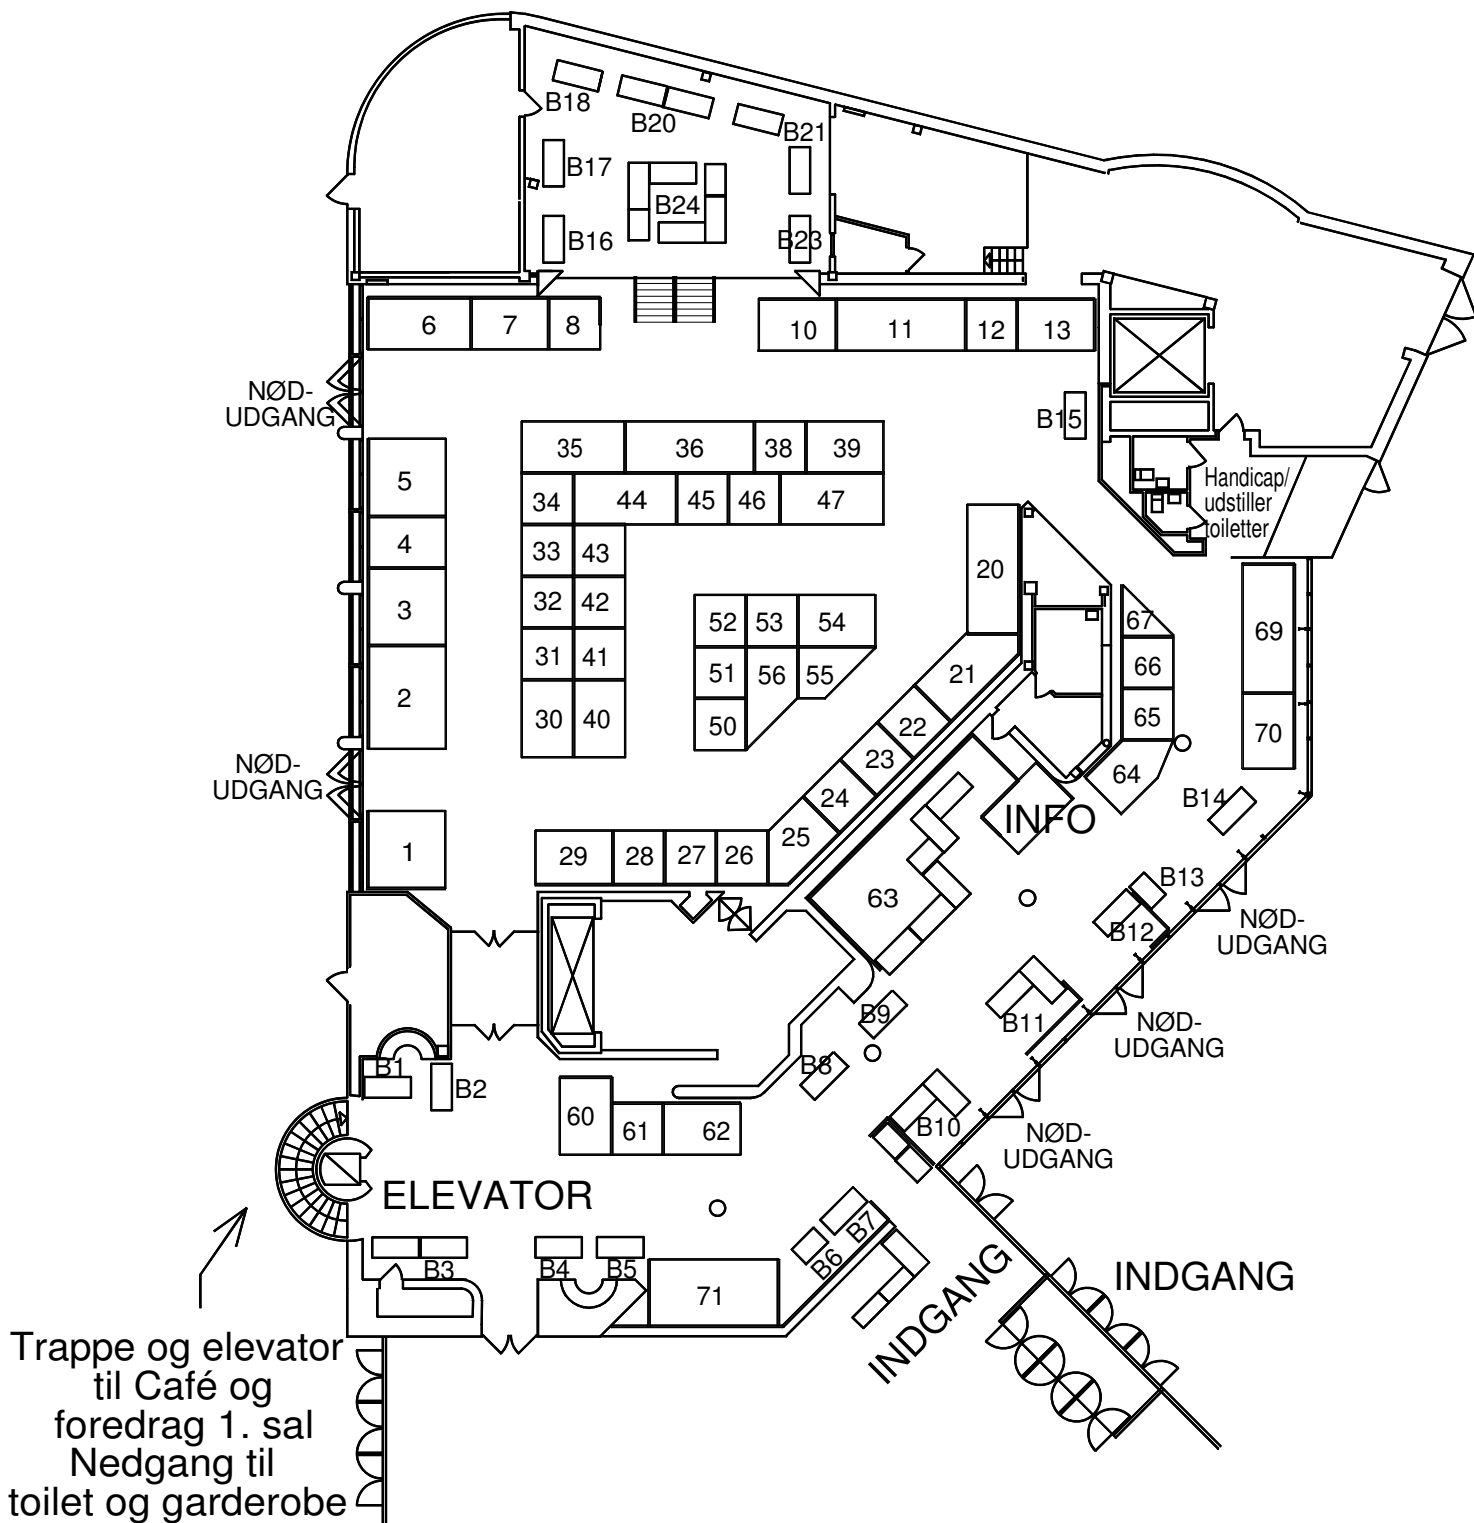 B18
B20
B21
B17
B24
B16
B23
6
7
8
10
11
12
13
NØD-
UDGANG
B15
35
36
38
39
5
34
44
45
46
47
Handicap/
udstiller
toiletter
4
33
43
20
3
32
42
52
53
54
67
69
31
41
51
56
55
21
66
2
30
40
50
22
65
70
NØD-
UDGANG
23
64
24
B14
INFO
1
29
28
27
26
25
63
B13
B12
NØD-
UDGANG
B9
B11
NØD-
UDGANG
B1
B2
B8
60
61
62
B10
NØD-
UDGANG
ELEVATOR
B3
B4
B5
B6
B7
71
INDGANG
INDGANG
Trappe og elevator
til Café og
foredrag 1. sal
Nedgang til
toilet og garderobe